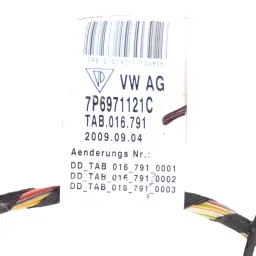 VW AG
7P6971121C
TAB.016.791
2009.09.04
Aenderungs Nr.:
DD_TAB_016_791_0001
DD_TAB_016_791_0002
DD_TAB_016_791_0003